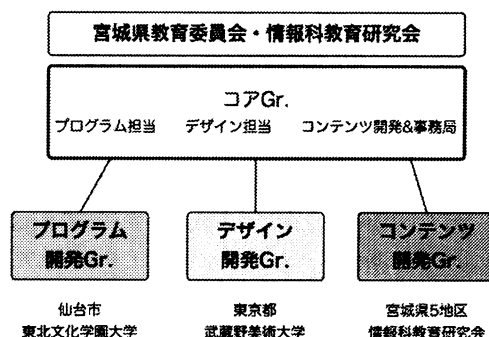 宮城県教育委員会・情報科教育研究会
コアGr.
プログラム担当 デザイン担当 コンテンツ開発&事務局
プログラム 開発Gr.
デザイン 開発Gr.
コンテンツ 開発Gr.
仙台市 東北文化学園大学
東京都 武蔵野美術大学
宮城県5地区 情報科教育研究会